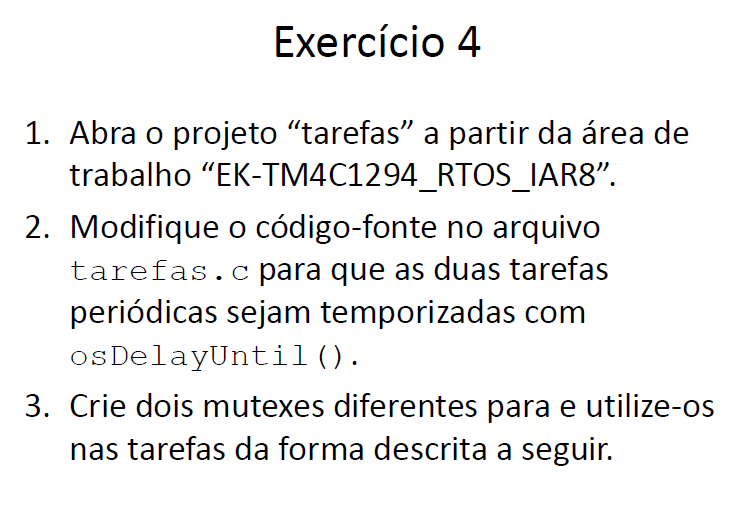 Exercício 4
1. Abra o projeto “tarefas” a partir da área de
trabalho “EK-TM4C1294_RTOS_IAR8”.
2. Modifique o código-fonte no arquivo
tarefas.c para que as duas tarefas
periódicas sejam temporizadas com
osDelayUntil().
3. Crie dois mutexes diferentes para e utilize-os
nas tarefas da forma descrita a seguir.